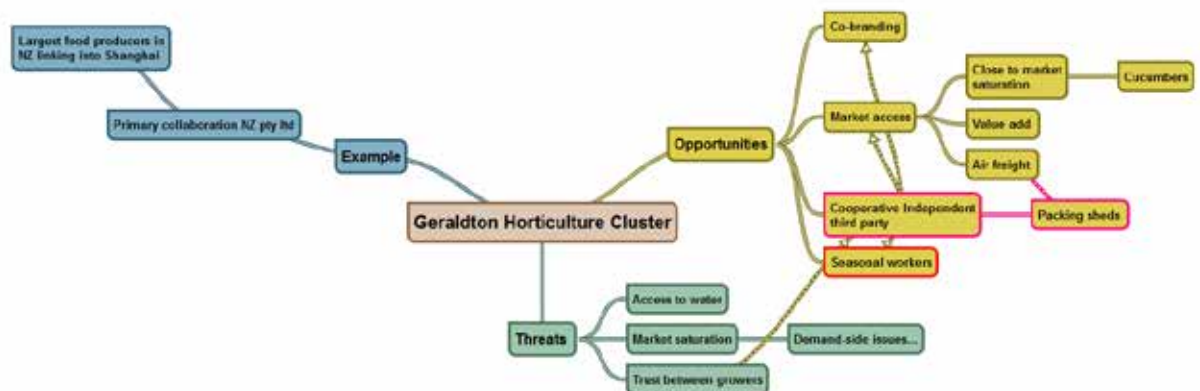 Largest food producers in
NZ linking into Shanghai
Primary collaboration NZ pty ltd
Example
Geraldton Horticulture Cluster
Opportunities
Co-branding
Market access
Close to market
saturation
Cucumbers
Value add
Air freight
Cooperative Independent
third party
Packing sheds
Seasonal workers
Threats
Access to water
Market saturation
Demand-side issues...
Trust between growers